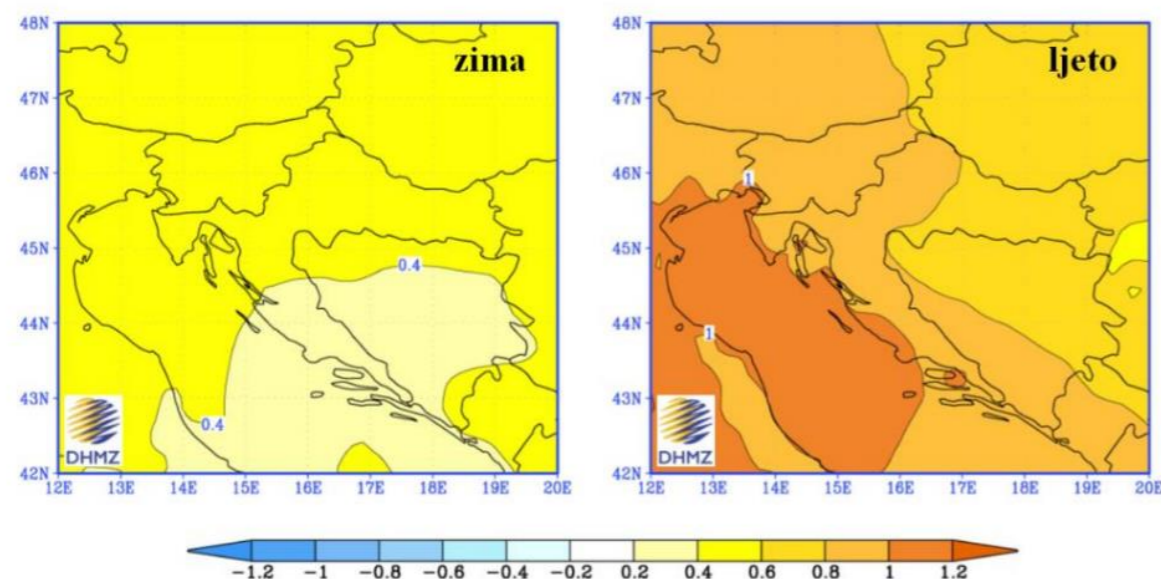 48N
47N
46N
45N
44N
43N
42N
12E 13E 14E 15E 16E 17E 18E 19E 20E
zima
0.4
0.4
DHMZ
48N
47N
46N
45N
44N
43N
42N
12E 13E 14E 15E 16E 17E 18E 19E 20E
ljeto
1
1
DHMZ
-1.2 -1 -0.8 -0.6 -0.4 -0.2 0.2 0.4 0.6 0.8 1 1.2